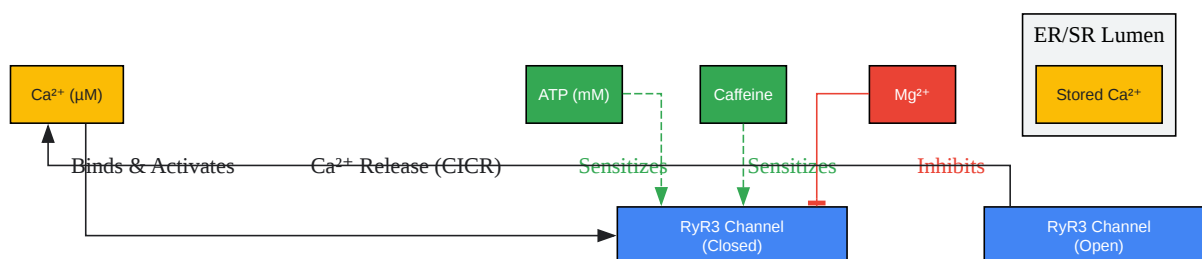 ER/SR Lumen
Ca²⁺ (µM)
ATP (mM)
Caffeine
Mg²⁺
Stored Ca²⁺
Binds & Activates
Ca²⁺ Release (CICR)
Sensitizes
Sensitizes
Inhibits
RyR3 Channel
(Closed)
RyR3 Channel
(Open)